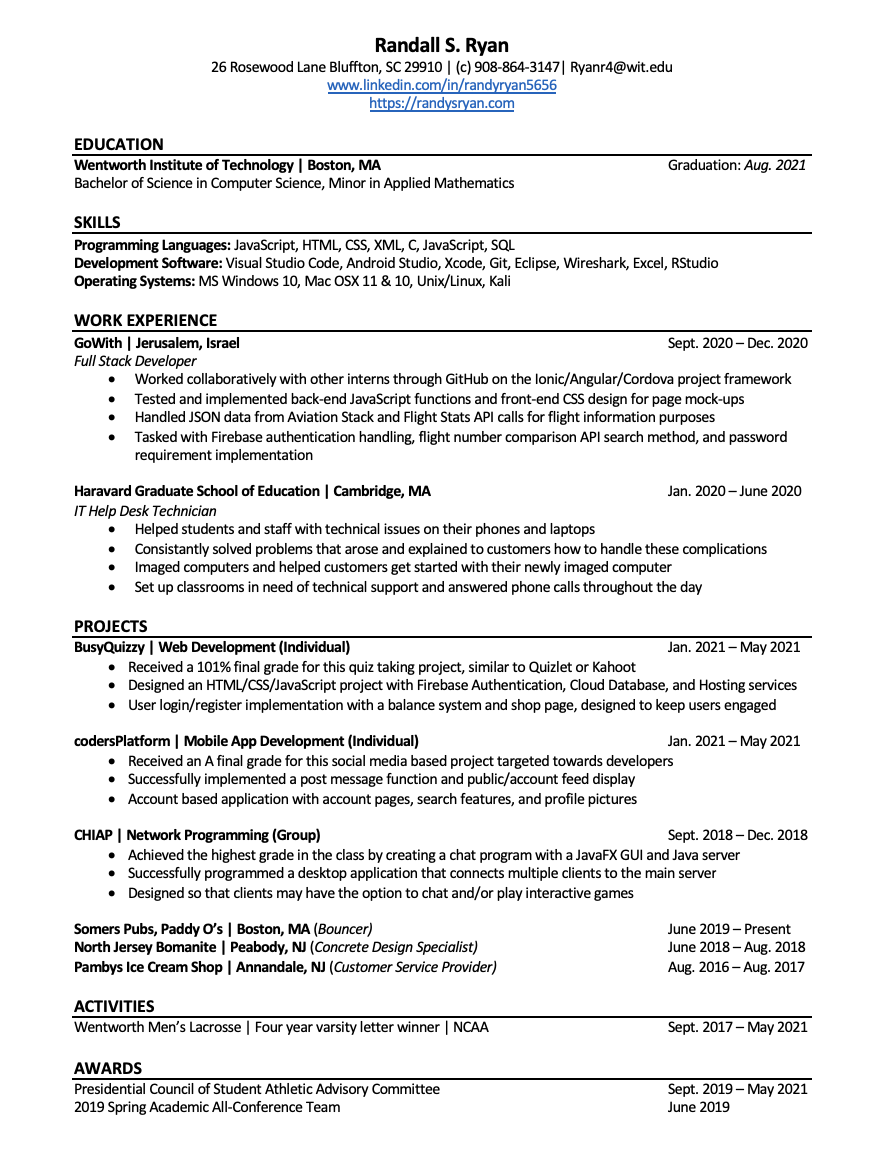 Randall S. Ryan
26 Rosewood Lane Bluffton, SC 29910 | (c) 908-864-3147| Ryanr4@wit.edu
www.linkedin.com/in/randyryan5656
https://randysryan.com
EDUCATION
Wentworth Institute of Technology | Boston, MA Graduation: Aug. 2021
Bachelor of Science in Computer Science, Minor in Applied Mathematics
SKILLS
Programming Languages: JavaScript, HTML, CSS, XML, C, JavaScript, SQL
Development Software: Visual Studio Code, Android Studio, Xcode, Git, Eclipse, Wireshark, Excel, RStudio
Operating Systems: MS Windows 10, Mac OSX 11 & 10, Unix/Linux, Kali
WORK EXPERIENCE
GoWith | Jerusalem, Israel Sept. 2020 – Dec. 2020
Full Stack Developer
• Worked collaboratively with other interns through GitHub on the Ionic/Angular/Cordova project framework
• Tested and implemented back-end JavaScript functions and front-end CSS design for page mock-ups
• Handled JSON data from Aviation Stack and Flight Stats API calls for flight information purposes
• Tasked with Firebase authentication handling, flight number comparison API search method, and password
requirement implementation
Haravard Graduate School of Education | Cambridge, MA Jan. 2020 – June 2020
IT Help Desk Technician
• Helped students and staff with technical issues on their phones and laptops
• Consistantly solved problems that arose and explained to customers how to handle these complications
• Imaged computers and helped customers get started with their newly imaged computer
• Set up classrooms in need of technical support and answered phone calls throughout the day
PROJECTS
BusyQuizzy | Web Development (Individual) Jan. 2021 – May 2021
• Received a 101% final grade for this quiz taking project, similar to Quizlet or Kahoot
• Designed an HTML/CSS/JavaScript project with Firebase Authentication, Cloud Database, and Hosting services
• User login/register implementation with a balance system and shop page, designed to keep users engaged
codersPlatform | Mobile App Development (Individual) Jan. 2021 – May 2021
• Received an A final grade for this social media based project targeted towards developers
• Successfully implemented a post message function and public/account feed display
• Account based application with account pages, search features, and profile pictures
CHIAP | Network Programming (Group) Sept. 2018 – Dec. 2018
• Achieved the highest grade in the class by creating a chat program with a JavaFX GUI and Java server
• Successfully programmed a desktop application that connects multiple clients to the main server
• Designed so that clients may have the option to chat and/or play interactive games
Somers Pubs, Paddy O’s | Boston, MA (Bouncer) June 2019 – Present
North Jersey Bomanite | Peabody, NJ (Concrete Design Specialist) June 2018 – Aug. 2018
Pambys Ice Cream Shop | Annandale, NJ (Customer Service Provider) Aug. 2016 – Aug. 2017
ACTIVITIES
Wentworth Men’s Lacrosse | Four year varsity letter winner | NCAA Sept. 2017 – May 2021
AWARDS
Presidential Council of Student Athletic Advisory Committee Sept. 2019 – May 2021
2019 Spring Academic All-Conference Team June 2019